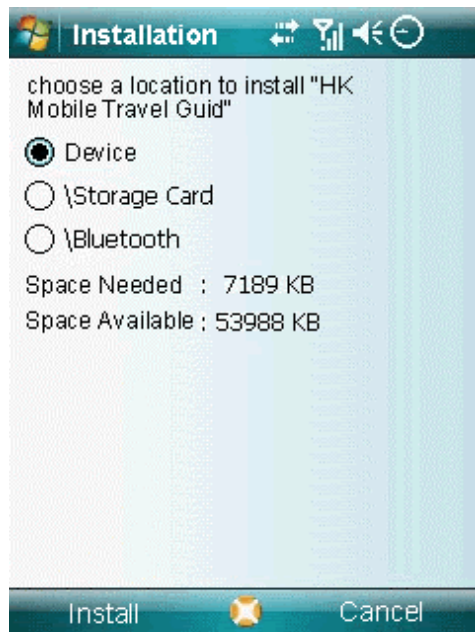 Installation
choose a location to install "HK
Mobile Travel Guid"
Device
\Storage Card
\Bluetooth
Space Needed : 7189 KB
Space Available : 53988 KB
Install Cancel